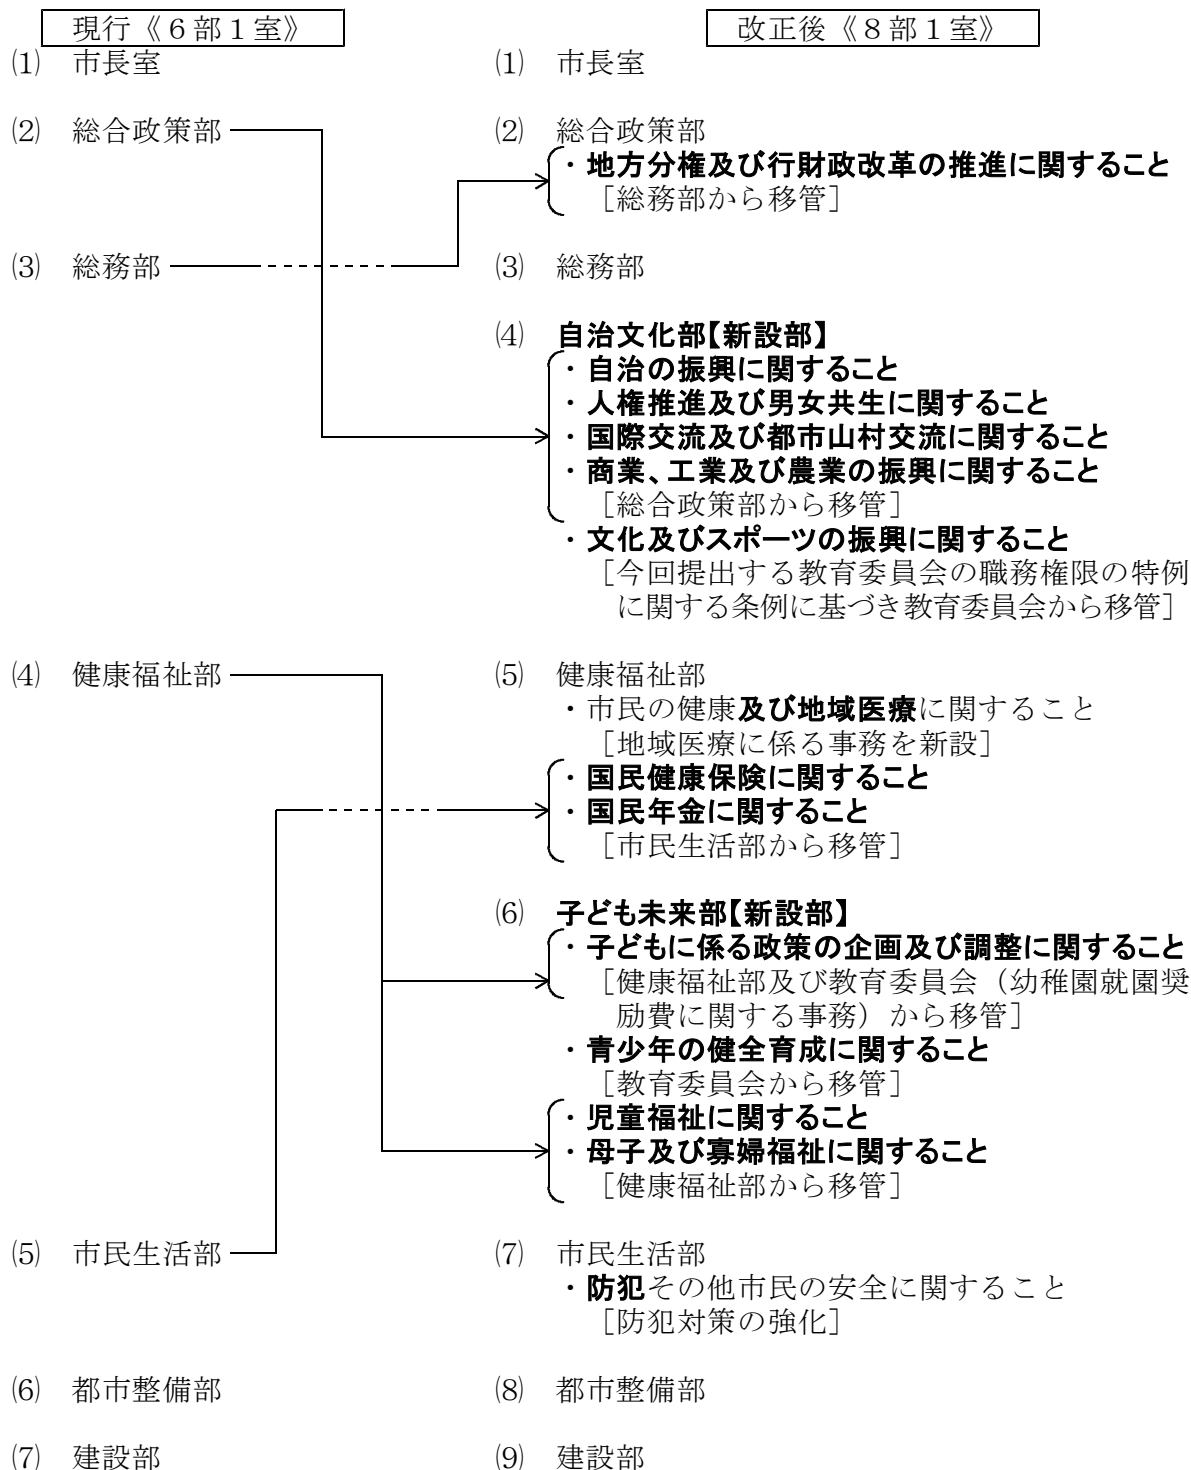 現行《６部１室》
改正後《８部１室》
⑴　市長室
⑴　市長室
⑵　総合政策部
⑵　総合政策部
・地方分権及び行財政改革の推進に関すること
［総務部から移管］
⑶　総務部
⑶　総務部
⑷　自治文化部【新設部】
・自治の振興に関すること
・人権推進及び男女共生に関すること
・国際交流及び都市山村交流に関すること
・商業、工業及び農業の振興に関すること
［総合政策部から移管］
・文化及びスポーツの振興に関すること
［今回提出する教育委員会の職務権限の特例
に関する条例に基づき教育委員会から移管］
⑷　健康福祉部
⑸　健康福祉部
・市民の健康及び地域医療に関すること
［地域医療に係る事務を新設］
・国民健康保険に関すること
・国民年金に関すること
［市民生活部から移管］
⑹　子ども未来部【新設部】
・子どもに係る政策の企画及び調整に関すること
［健康福祉部及び教育委員会（幼稚園就園奨
励費に関する事務）から移管］
・青少年の健全育成に関すること
［教育委員会から移管］
・児童福祉に関すること
・母子及び寡婦福祉に関すること
［健康福祉部から移管］
⑸　市民生活部
⑺　市民生活部
・防犯その他市民の安全に関すること
［防犯対策の強化］
⑹　都市整備部
⑻　都市整備部
⑺　建設部
⑼　建設部